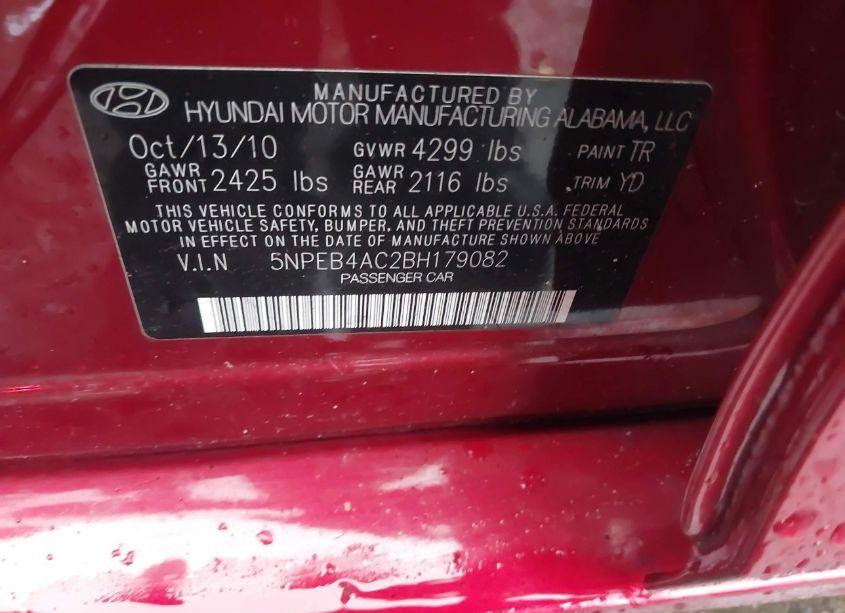 MANUFACTURED BY
HYUNDAI MOTOR MANUFACTURING ALABAMA, LLC
Oct/13/10 GVWR 4299 lbs PAINT TR
GAWR FRONT 2425 lbs GAWR REAR 2116 lbs TRIM YD
THIS VEHICLE CONFORMS TO ALL APPLICABLE U.S.A. FEDERAL
MOTOR VEHICLE SAFETY, BUMPER, AND THEFT PREVENTION STANDARDS
IN EFFECT ON THE DATE OF MANUFACTURE SHOWN ABOVE
V.I.N 5NPEB4AC2BH179082
PASSENGER CAR